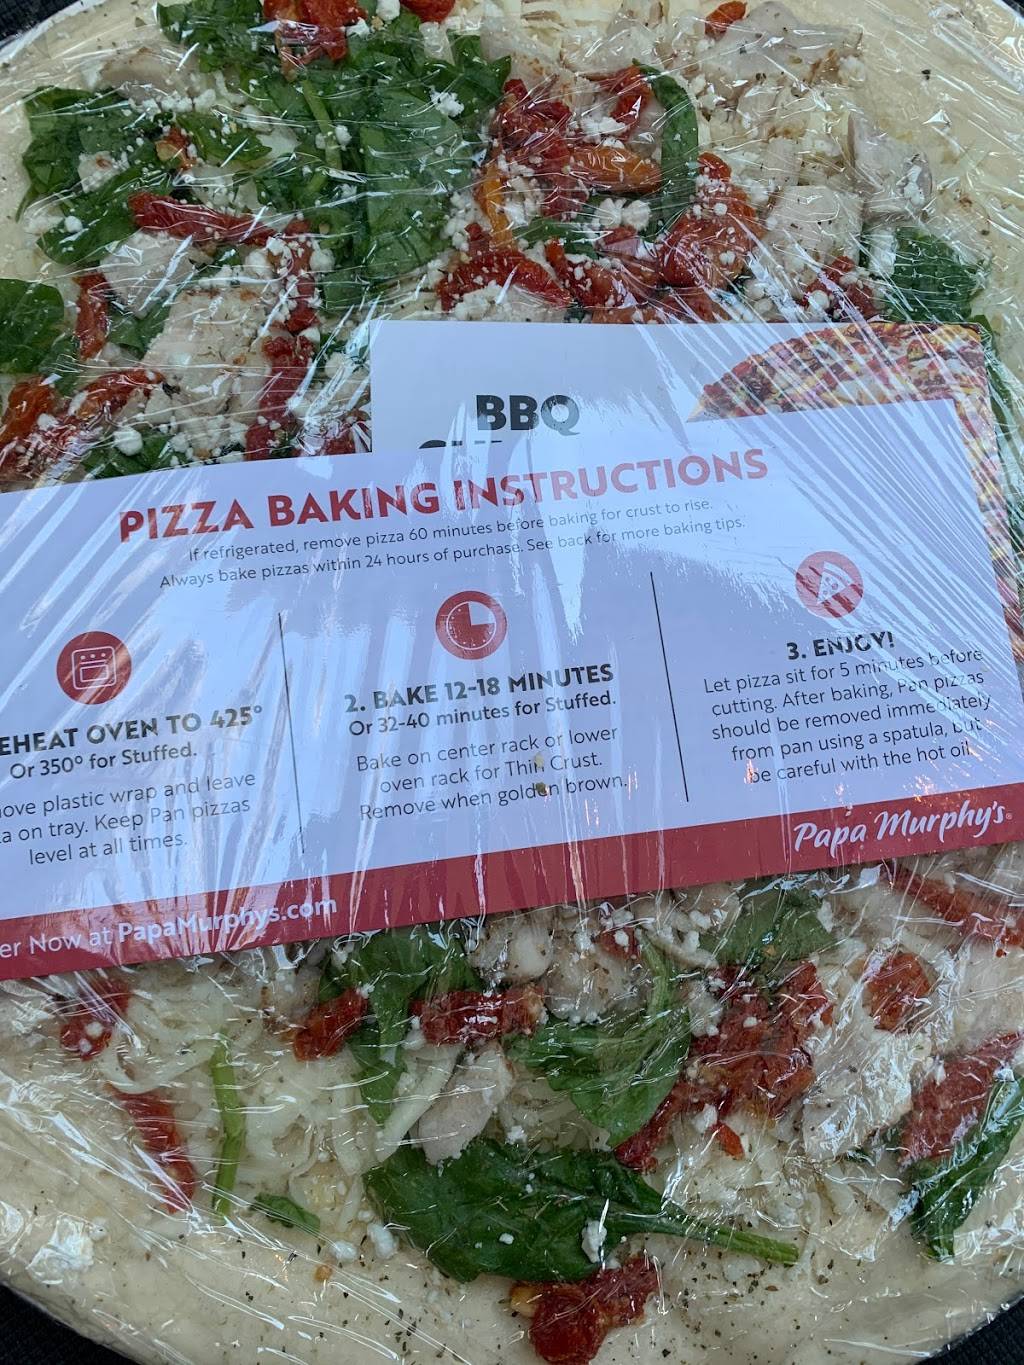 BBQ
PIZZA BAKING INSTRUCTIONS
If refrigerated, remove pizza 60 minutes before baking for crust to rise.
Always bake pizzas within 24 hours of purchase. See back for more baking tips.
EHEAT OVEN TO 425°
Or 350° for Stuffed.
ove plastic wrap and leave
a on tray. Keep Pan pizzas
level at all times.
2. BAKE 12-18 MINUTES
Or 32-40 minutes for Stuffed.
Bake on center rack or lower
oven rack for Thin Crust.
Remove when golden brown.
3. ENJOY!
Let pizza sit for 5 minutes before
cutting. After baking, Pan pizzas
should be removed immediately
from pan using a spatula, but
be careful with the hot oil.
Papa Murphy's®
er Now at PapaMurphys.com